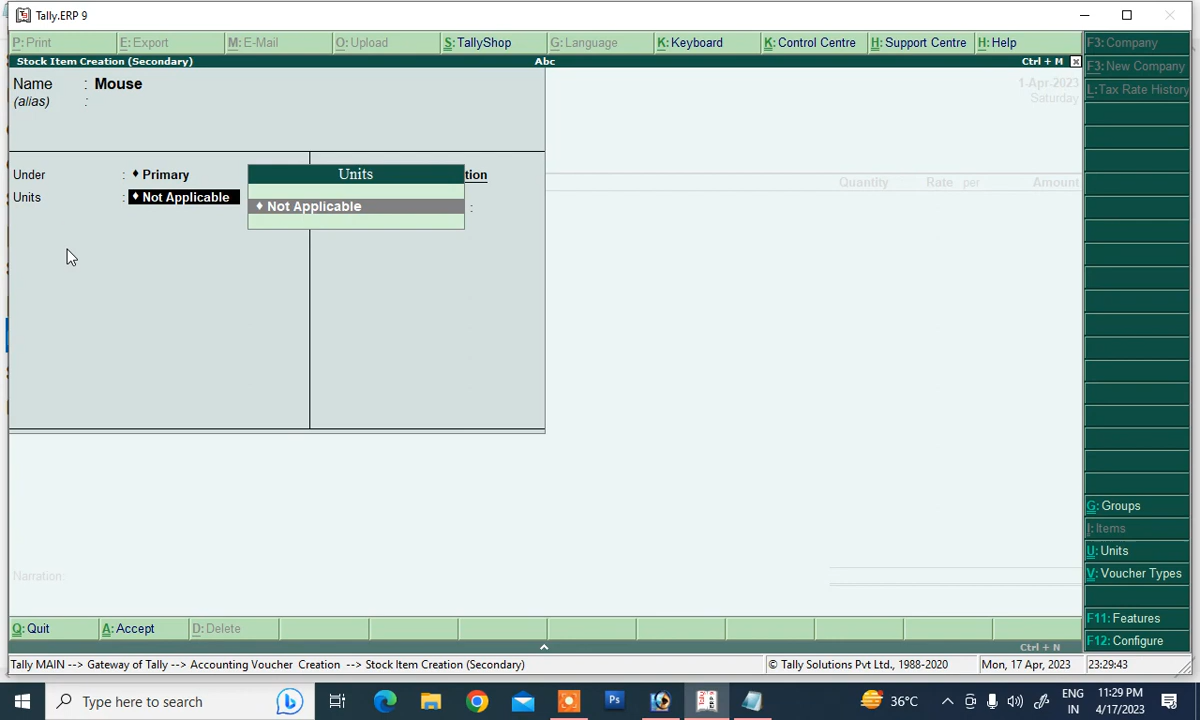 Tally.ERP 9
P: Print
E: Export
M: E-Mail
O: Upload
S: TallyShop
G: Language
K: Keyboard
K: Control Centre
H: Support Centre
H: Help
F3: Company
F3: New Company
L: Tax Rate History
Stock Item Creation (Secondary)
Abc
Ctrl + M
Name : Mouse
(alias) :
1-Apr-2023
Saturday
Under : ♦ Primary
Units : ♦ Not Applicable
Units
♦ Not Applicable
tion
:
Quantity Rate per Amount
G: Groups
I: Items
U: Units
V: Voucher Types
F11: Features
F12: Configure
Narration:
Q: Quit
A: Accept
D: Delete
Ctrl + N
Tally MAIN --> Gateway of Tally --> Accounting Voucher Creation --> Stock Item Creation (Secondary)
© Tally Solutions Pvt Ltd., 1988-2020
Mon, 17 Apr, 2023
23:29:43
Type here to search
Ps
36°C
ENG
IN
11:29 PM
4/17/2023